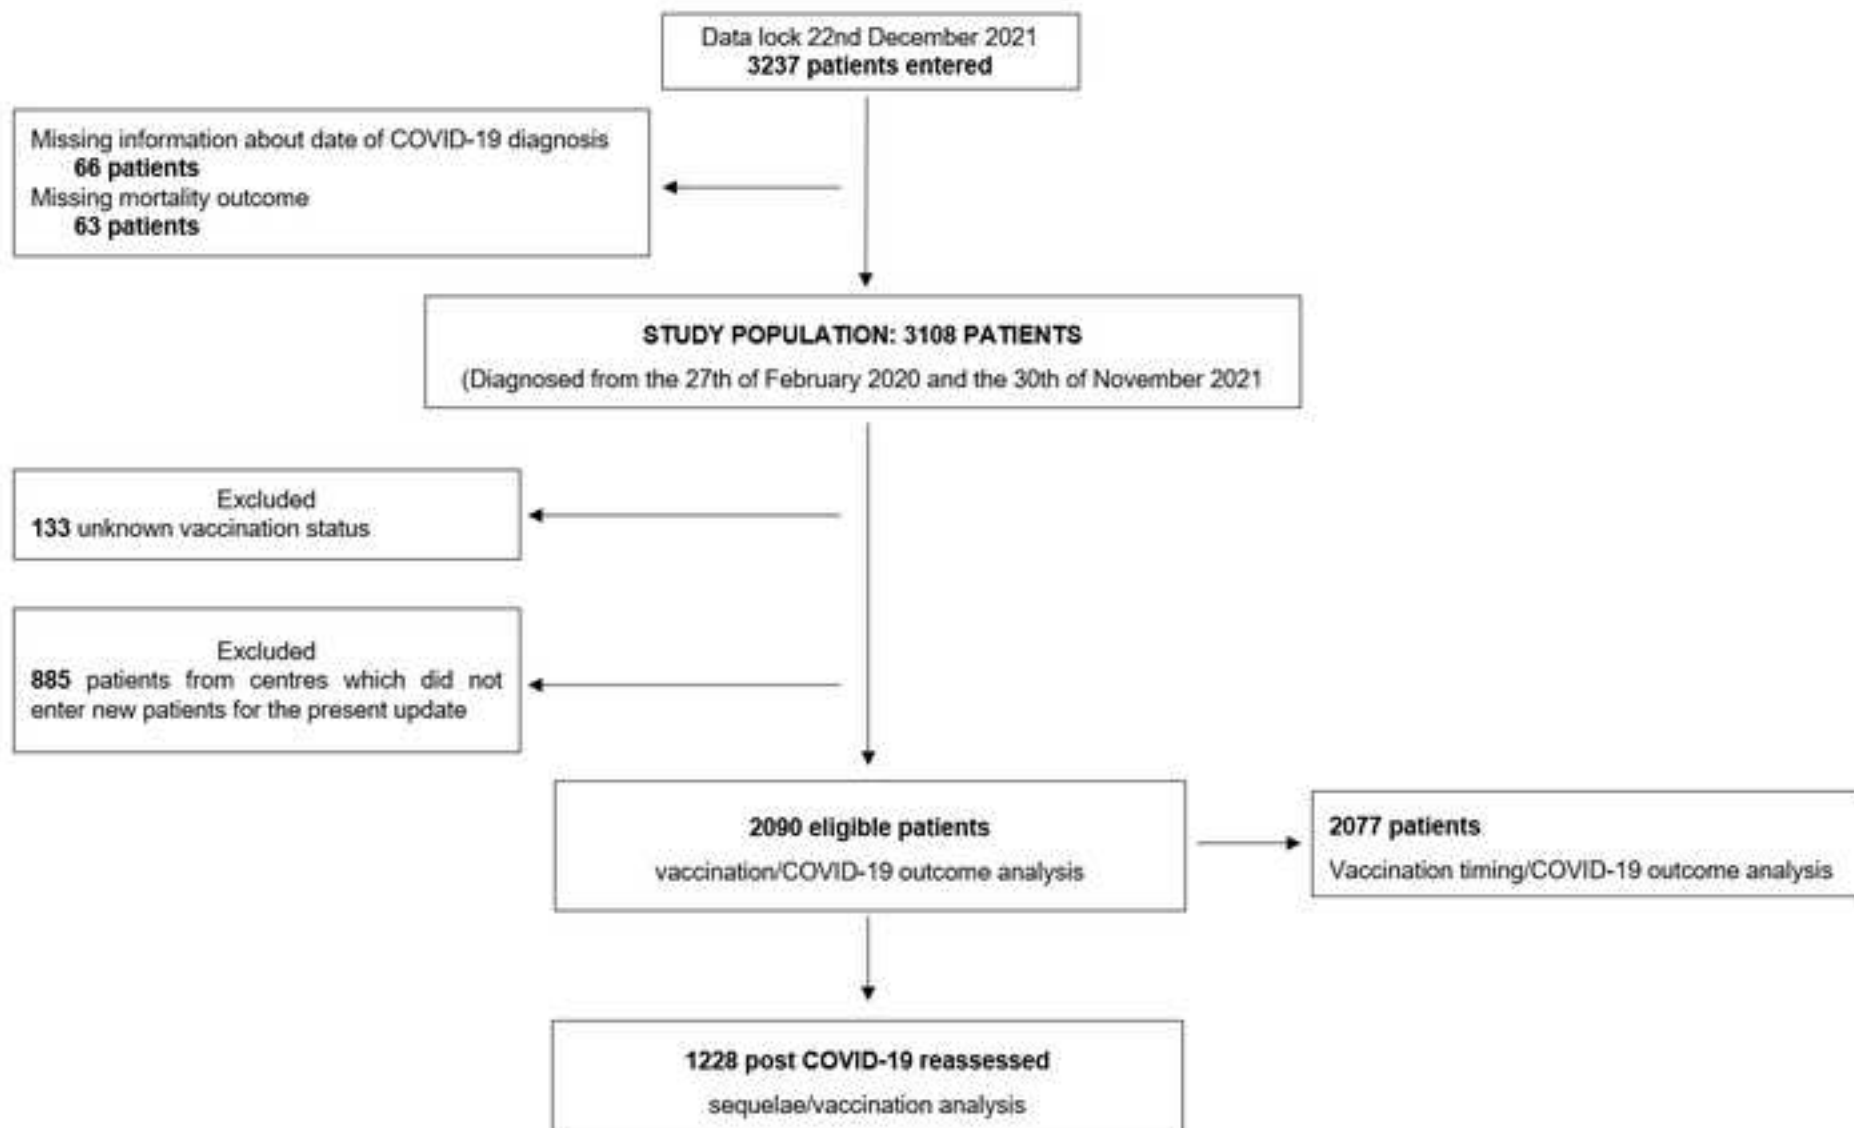 Data lock 22nd December 2021
3237 patients entered
Missing information about date of COVID-19 diagnosis
66 patients
Missing mortality outcome
63 patients
STUDY POPULATION: 3108 PATIENTS
(Diagnosed from the 27th of February 2020 and the 30th of November 2021
Excluded
133 unknown vaccination status
Excluded
885 patients from centres which did not
enter new patients for the present update
2090 eligible patients
vaccination/COVID-19 outcome analysis
2077 patients
Vaccination timing/COVID-19 outcome analysis
1228 post COVID-19 reassessed
sequelae/vaccination analysis